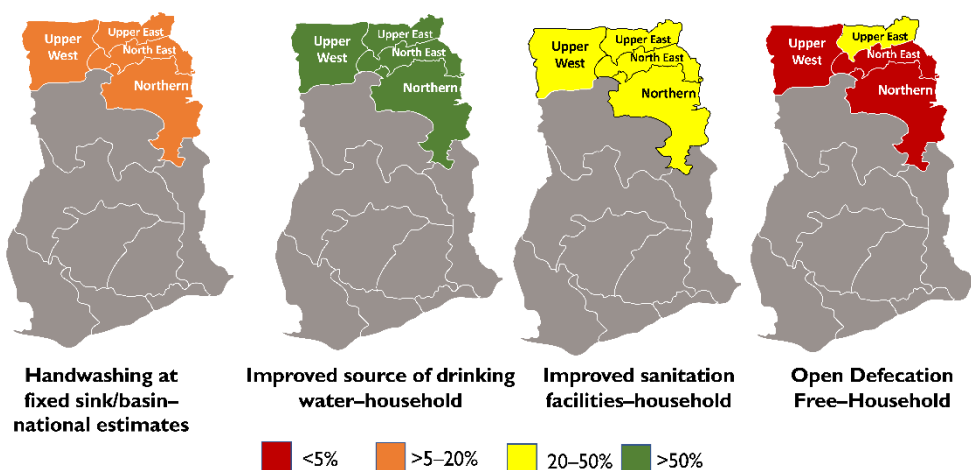 Upper
West
Upper East
North East
Northern
Upper
West
Upper East
North East
Northern
Upper
West
Upper East
North East
Northern
Upper
West
Upper East
North East
Northern
Handwashing at
fixed sink/basin–
national estimates
Improved source of drinking
water–household
Improved sanitation
facilities–household
Open Defecation
Free–Household
<5%
>5–20%
20–50%
>50%